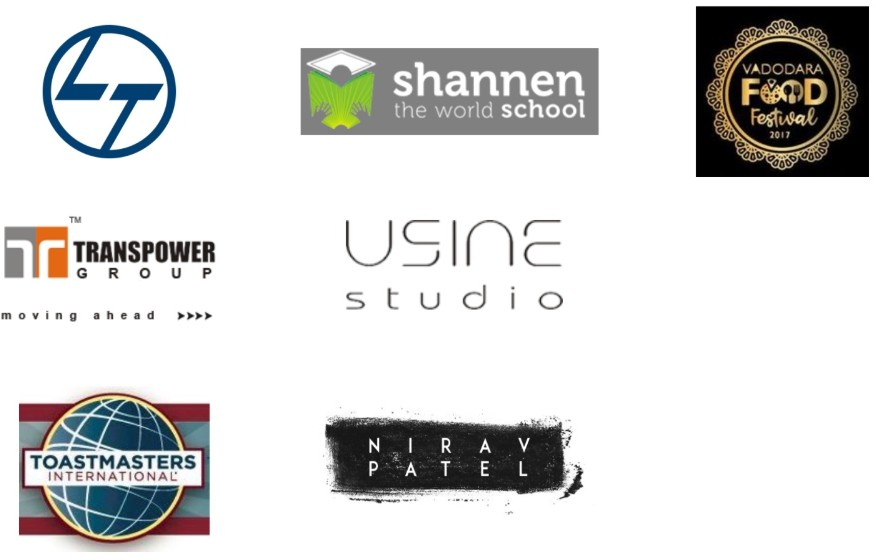 LT
shannen
the world school
VADODARA
FOOD
Festival
2017
TM
TRANSPOWER
GROUP
moving ahead >>>>
USINE
studio
TOASTMASTERS
INTERNATIONAL
NIRAV
PATEL